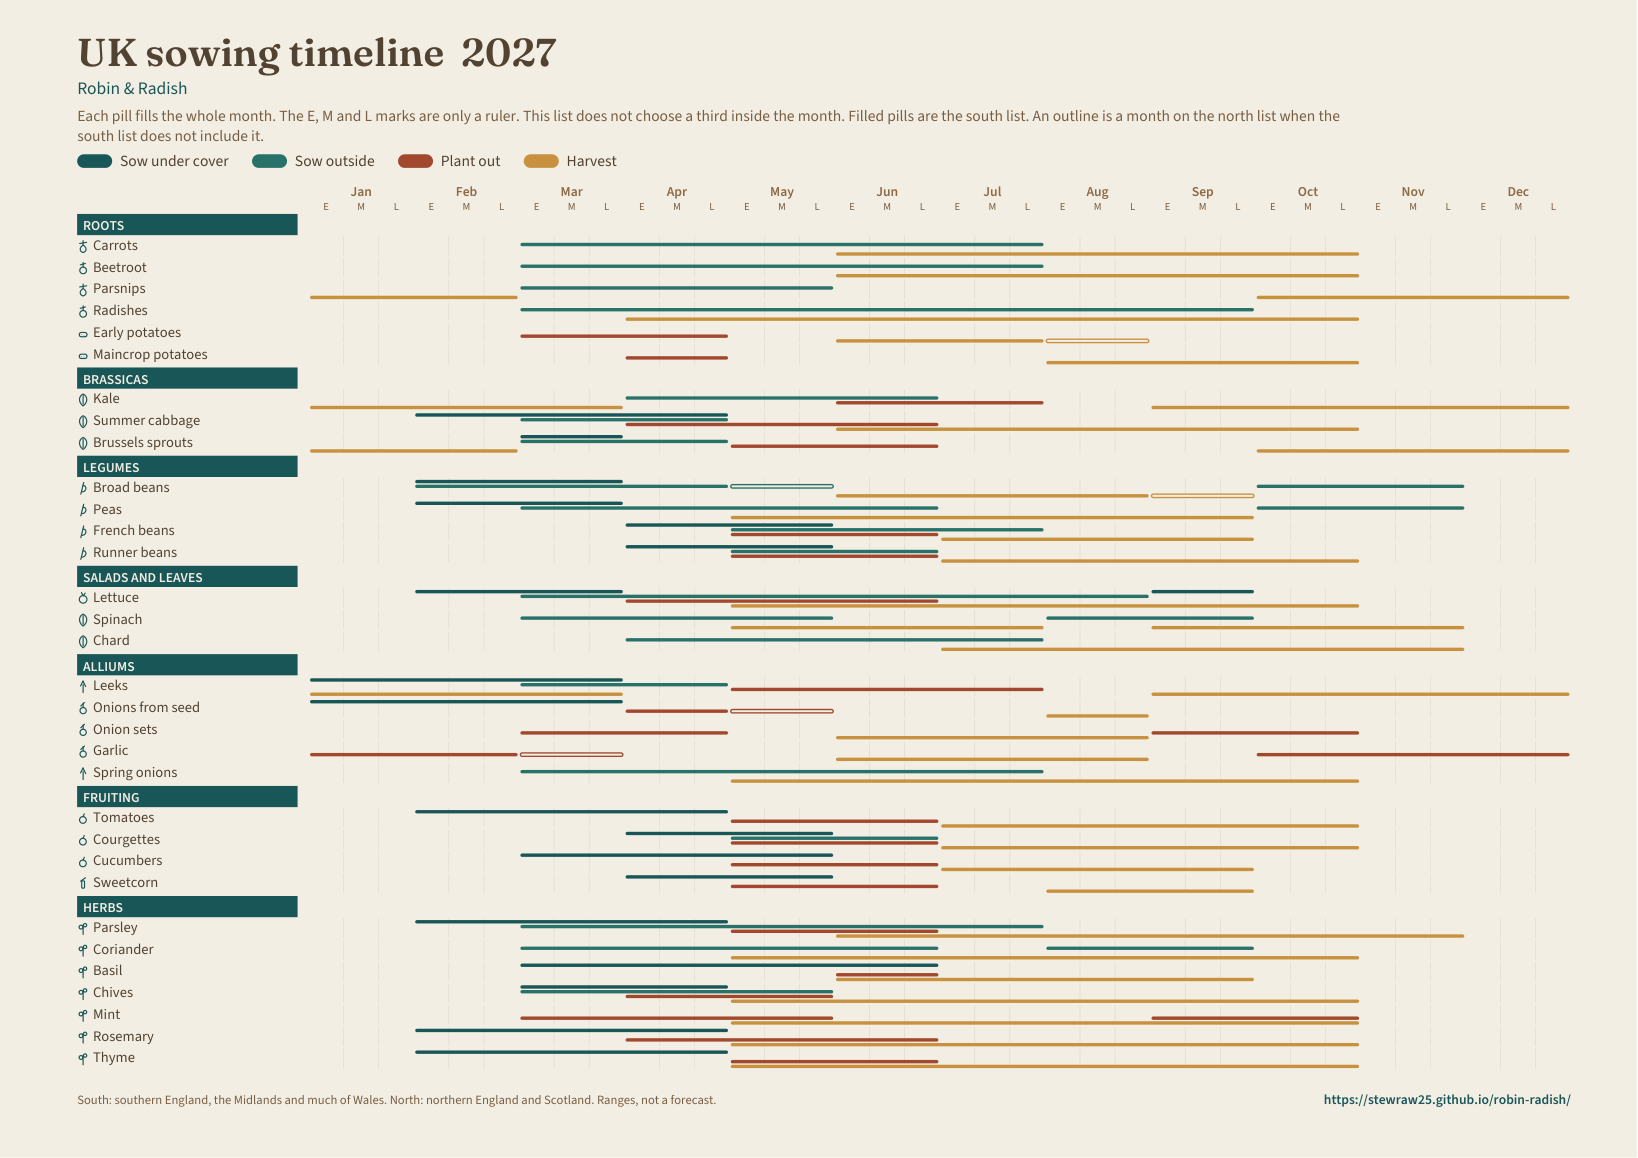 UK sowing timeline 2027
Robin & Radish
Each pill fills the whole month. The E, M and L marks are only a ruler. This list does not choose a third inside the month. Filled pills are the south list. An outline is a month on the north list when the
south list does not include it.
Sow under cover Sow outside Plant out Harvest
Jan Feb Mar Apr May Jun Jul Aug Sep Oct Nov Dec
E M L E M L E M L E M L E M L E M L E M L E M L E M L E M L E M L E M L
ROOTS
Carrots
Beetroot
Parsnips
Radishes
Early potatoes
Maincrop potatoes
BRASSICAS
Kale
Summer cabbage
Brussels sprouts
LEGUMES
Broad beans
Peas
French beans
Runner beans
SALADS AND LEAVES
Lettuce
Spinach
Chard
ALLIUMS
Leeks
Onions from seed
Onion sets
Garlic
Spring onions
FRUITING
Tomatoes
Courgettes
Cucumbers
Sweetcorn
HERBS
Parsley
Coriander
Basil
Chives
Mint
Rosemary
Thyme
South: southern England, the Midlands and much of Wales. North: northern England and Scotland. Ranges, not a forecast.
https://stewraw25.github.io/robin-radish/